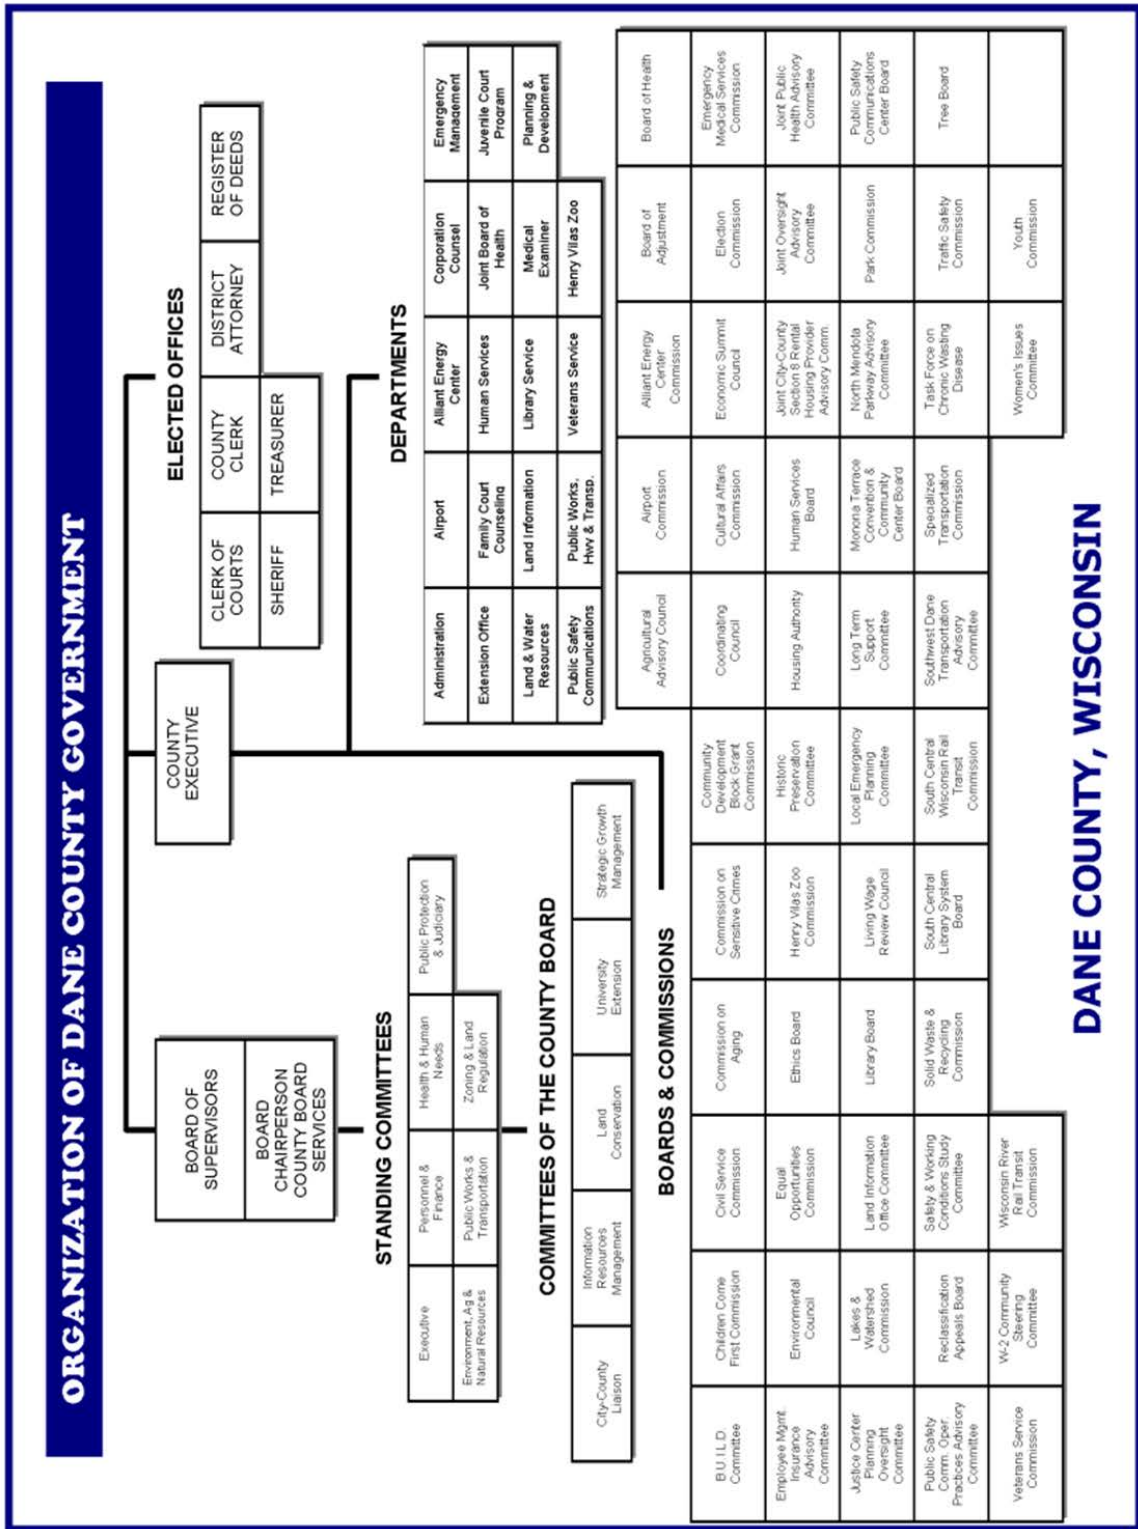 ORGANIZATION OF DANE COUNTY GOVERNMENT
BOARD OF
SUPERVISORS
BOARD
CHAIRPERSON
COUNTY BOARD
SERVICES
COUNTY
EXECUTIVE
ELECTED OFFICES
CLERK OF
COURTS
COUNTY
CLERK
DISTRICT
ATTORNEY
REGISTER
OF DEEDS
SHERIFF
TREASURER
STANDING COMMITTEES
Executive
Personnel &
Finance
Health & Human
Needs
Public Protection
& Judiciary
Environment, Ag &
Natural Resources
Public Works &
Transportation
Zoning & Land
Regulation
DEPARTMENTS
Administration
Airport
Alliant Energy
Center
Corporation
Counsel
Emergency
Management
Extension Office
Family Court
Counseling
Human Services
Joint Board of
Health
Juvenile Court
Program
Land & Water
Resources
Land Information
Library Service
Medical
Examiner
Planning &
Development
Public Safety
Communications
Public Works,
Hwy & Transp.
Veterans Service
Henry Vilas Zoo
COMMITTEES OF THE COUNTY BOARD
City-County
Liaison
Information
Resources
Management
Land
Conservation
University
Extension
Strategic Growth
Management
BOARDS & COMMISSIONS
Agricultural
Advisory Council
Airport
Commission
Alliant Energy
Center
Commission
Board of
Adjustment
Board of Health
B.U.I.L.D.
Committee
Children Come
First Commission
Civil Service
Commission
Commission on
Aging
Commission on
Sensitive Crimes
Community
Development
Block Grant
Commission
Coordinating
Council
Cultural Affairs
Commission
Economic Summit
Council
Election
Commission
Emergency
Medical Services
Commission
Employee Mgmt.
Insurance
Advisory
Committee
Environmental
Council
Equal
Opportunities
Commission
Ethics Board
Henry Vilas Zoo
Commission
Historic
Preservation
Committee
Housing Authority
Human Services
Board
Joint City-County
Section 8 Rental
Housing Provider
Advisory Comm.
Joint Oversight
Advisory
Committee
Joint Public
Health Advisory
Committee
Justice Center
Planning
Oversight
Committee
Lakes &
Watershed
Commission
Land Information
Office Committee
Library Board
Living Wage
Review Council
Local Emergency
Planning
Committee
Long Term
Support
Committee
Monona Terrace
Convention &
Community
Center Board
North Mendota
Parkway Advisory
Committee
Park Commission
Public Safety
Communications
Center Board
Public Safety
Comm. Oper.
Practices Advisory
Committee
Reclassification
Appeals Board
Safety & Working
Conditions Study
Committee
Solid Waste &
Recycling
Commission
South Central
Library System
Board
South Central
Wisconsin Rail
Transit
Commission
Southwest Dane
Transportation
Advisory
Committee
Specialized
Transportation
Commission
Task Force on
Chronic Wasting
Disease
Traffic Safety
Commission
Tree Board
Veterans Service
Commission
W-2 Community
Steering
Committee
Wisconsin River
Rail Transit
Commission
Women's Issues
Committee
Youth
Commission
DANE COUNTY, WISCONSIN